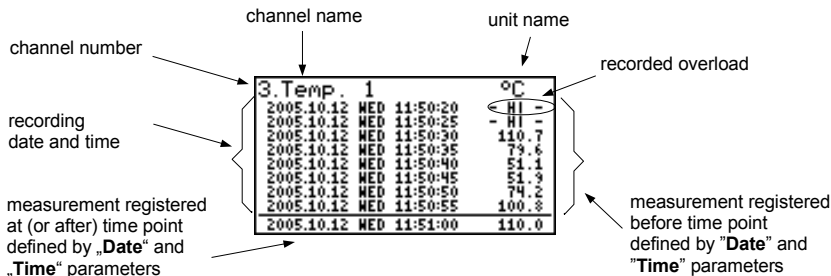 channel name
unit name
channel number
recorded overload
3.Temp. 1 °C
2005.10.12 WED 11:50:20 - HI -
2005.10.12 WED 11:50:25 - HI -
2005.10.12 WED 11:50:30 110.7
2005.10.12 WED 11:50:35 79.6
2005.10.12 WED 11:50:40 51.1
2005.10.12 WED 11:50:45 51.9
2005.10.12 WED 11:50:50 74.2
2005.10.12 WED 11:50:55 100.8
2005.10.12 WED 11:51:00 110.0
recording
date and time
measurement registered
at (or after) time point
defined by „Date“ and
„Time“ parameters
measurement registered
before time point
defined by ”Date” and
”Time” parameters